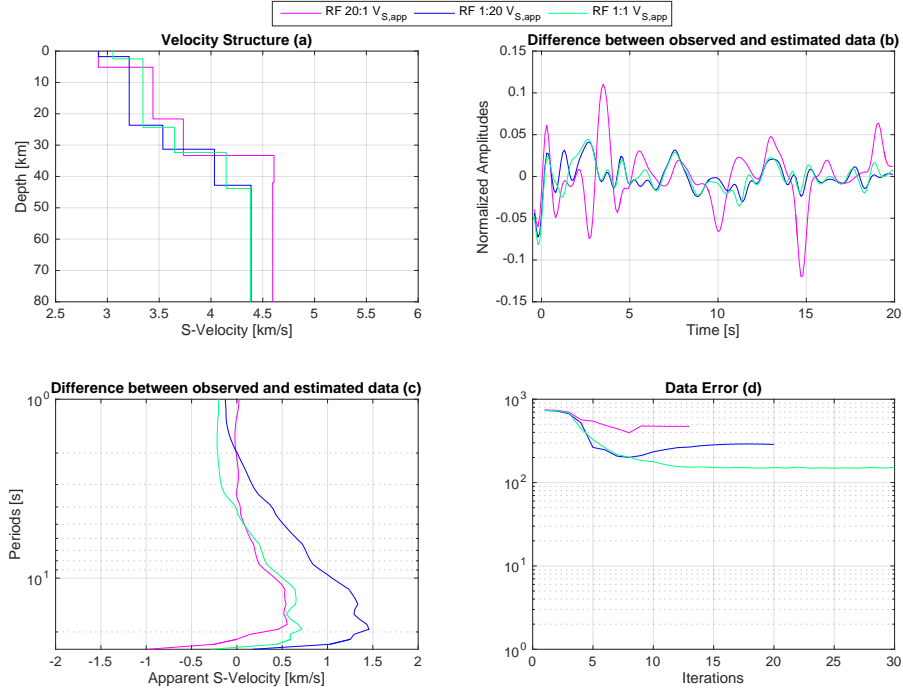 RF 20:1 V_S,app RF 1:20 V_S,app RF 1:1 V_S,app
Velocity Structure (a)
0
10
20
30
40
50
60
70
80
Depth [km]
2.5 3 3.5 4 4.5 5 5.5 6
S-Velocity [km/s]
Difference between observed and estimated data (b)
0.15
0.1
0.05
0
-0.05
-0.1
-0.15
Normalized Amplitudes
0 5 10 15 20
Time [s]
Difference between observed and estimated data (c)
10^0
10^1
Periods [s]
-2 -1.5 -1 -0.5 0 0.5 1 1.5 2
Apparent S-Velocity [km/s]
Data Error (d)
10^3
10^2
10^1
10^0
0 5 10 15 20 25 30
Iterations